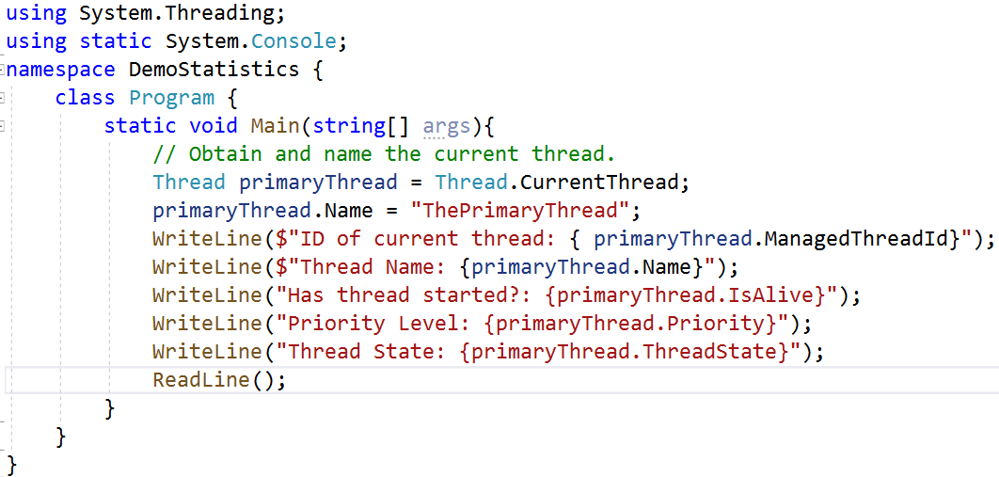 using System.Threading;
using static System.Console;
namespace DemoStatistics {
    class Program {
        static void Main(string[] args){
            // Obtain and name the current thread.
            Thread primaryThread = Thread.CurrentThread;
            primaryThread.Name = "ThePrimaryThread";
            WriteLine($"ID of current thread: { primaryThread.ManagedThreadId}");
            WriteLine($"Thread Name: {primaryThread.Name}");
            WriteLine("Has thread started?: {primaryThread.IsAlive}");
            WriteLine("Priority Level: {primaryThread.Priority}");
            WriteLine("Thread State: {primaryThread.ThreadState}");
            ReadLine();
        }
    }
}